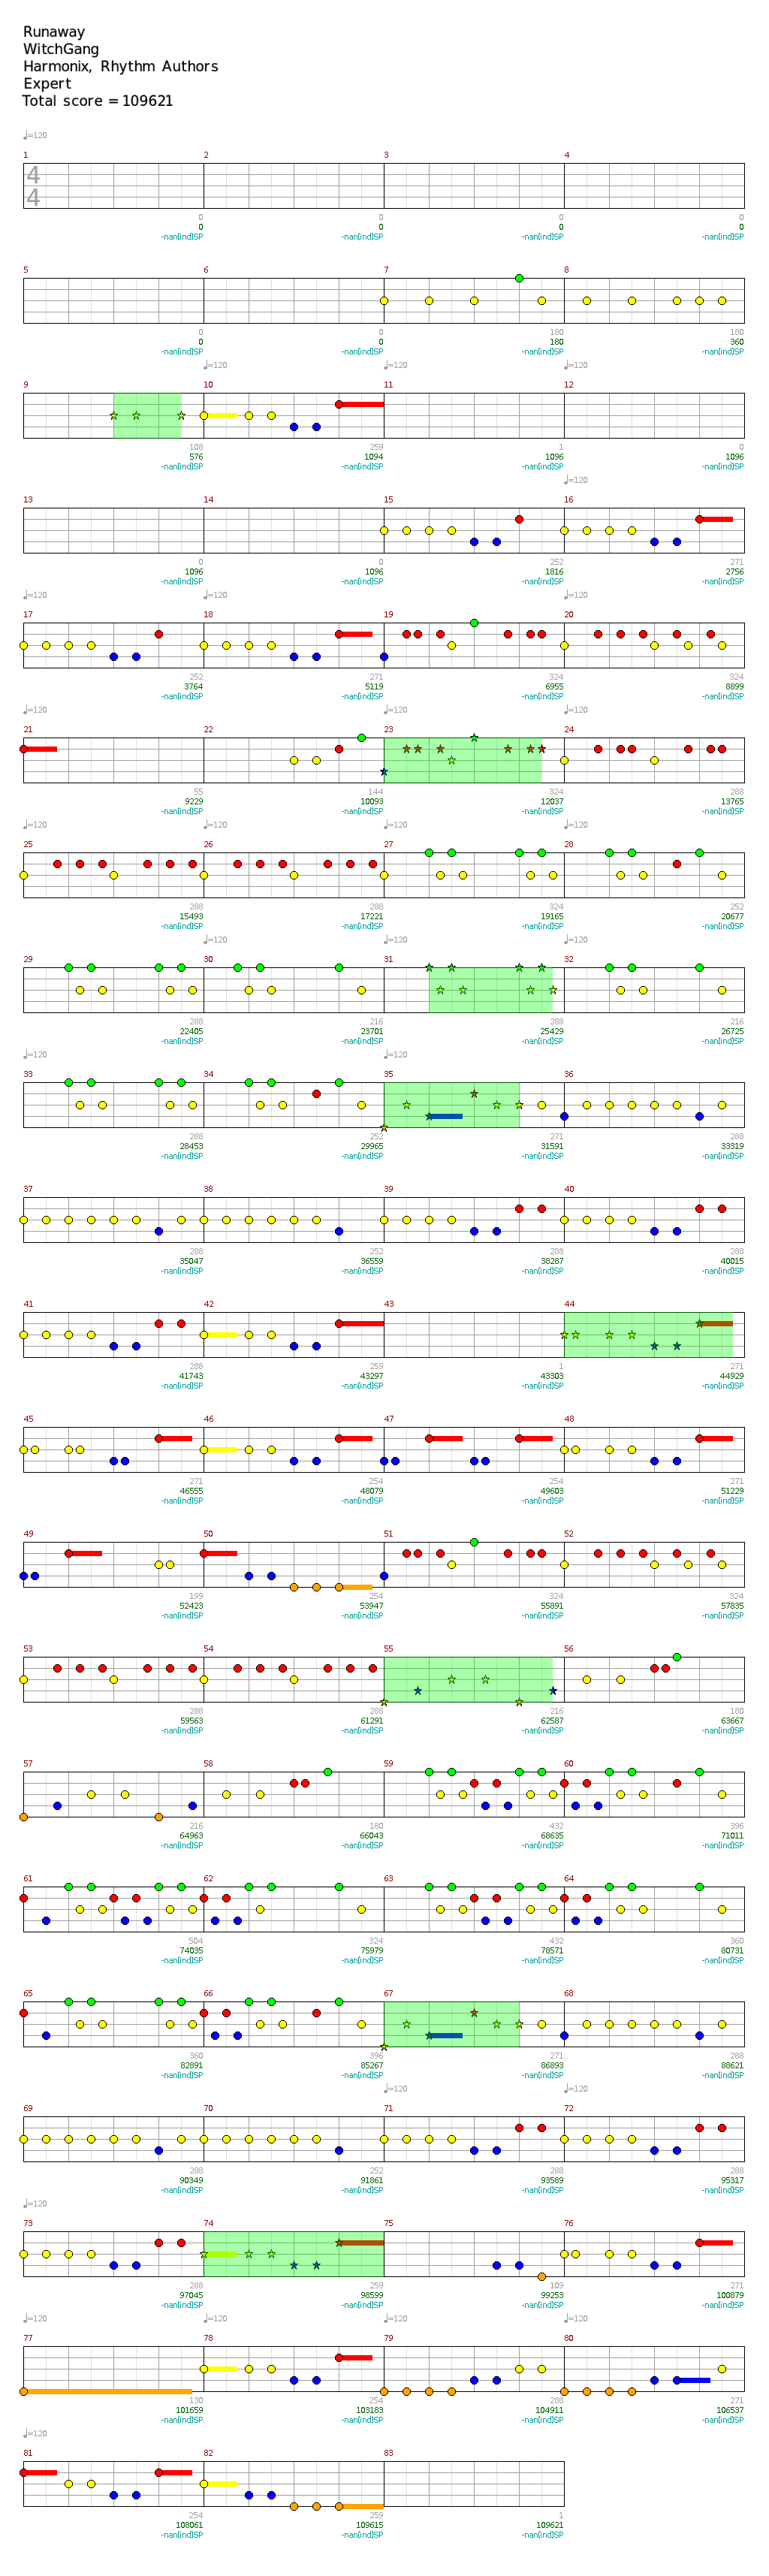 Runaway
WitchGang
Harmonix, Rhythm Authors
Expert
Total score = 109621
♩=120
1 2 3 4
4
4
0 0 0 0
0 0 0 0
-nan(ind)SP -nan(ind)SP -nan(ind)SP -nan(ind)SP
5 6 7 8
0 0 180 180
0 0 180 360
-nan(ind)SP -nan(ind)SP -nan(ind)SP -nan(ind)SP
♩=120 ♩=120
9 10 11 12
108 259 1 0
576 1094 1096 1096
-nan(ind)SP -nan(ind)SP -nan(ind)SP -nan(ind)SP
♩=120
13 14 15 16
0 0 252 271
1096 1096 1816 2756
-nan(ind)SP -nan(ind)SP -nan(ind)SP -nan(ind)SP
♩=120 ♩=120 ♩=120
17 18 19 20
252 271 324 324
3764 5119 6955 8899
-nan(ind)SP -nan(ind)SP -nan(ind)SP -nan(ind)SP
♩=120 ♩=120 ♩=120
21 22 23 24
55 144 324 288
9229 10093 12037 13765
-nan(ind)SP -nan(ind)SP -nan(ind)SP -nan(ind)SP
♩=120 ♩=120 ♩=120
25 26 27 28
288 288 324 252
15493 17221 19165 20677
-nan(ind)SP -nan(ind)SP -nan(ind)SP -nan(ind)SP
♩=120 ♩=120 ♩=120
29 30 31 32
288 216 288 216
22405 23701 25429 26725
-nan(ind)SP -nan(ind)SP -nan(ind)SP -nan(ind)SP
♩=120 ♩=120
33 34 35 36
288 252 271 288
28453 29965 31591 33319
-nan(ind)SP -nan(ind)SP -nan(ind)SP -nan(ind)SP
37 38 39 40
288 252 288 288
35047 36559 38287 40015
-nan(ind)SP -nan(ind)SP -nan(ind)SP -nan(ind)SP
41 42 43 44
288 259 1 271
41743 43297 43303 44929
-nan(ind)SP -nan(ind)SP -nan(ind)SP -nan(ind)SP
45 46 47 48
271 254 254 271
46555 48079 49603 51229
-nan(ind)SP -nan(ind)SP -nan(ind)SP -nan(ind)SP
49 50 51 52
199 254 324 324
52423 53947 55891 57835
-nan(ind)SP -nan(ind)SP -nan(ind)SP -nan(ind)SP
53 54 55 56
288 288 216 180
59563 61291 62587 63667
-nan(ind)SP -nan(ind)SP -nan(ind)SP -nan(ind)SP
57 58 59 60
216 180 432 396
64963 66043 68635 71011
-nan(ind)SP -nan(ind)SP -nan(ind)SP -nan(ind)SP
61 62 63 64
504 324 432 360
74035 75979 78571 80731
-nan(ind)SP -nan(ind)SP -nan(ind)SP -nan(ind)SP
65 66 67 68
360 396 271 288
82891 85267 86893 88621
-nan(ind)SP -nan(ind)SP -nan(ind)SP -nan(ind)SP
♩=120 ♩=120
69 70 71 72
288 252 288 288
90349 91861 93589 95317
-nan(ind)SP -nan(ind)SP -nan(ind)SP -nan(ind)SP
♩=120
73 74 75 76
288 259 109 271
97045 98599 99253 100879
-nan(ind)SP -nan(ind)SP -nan(ind)SP -nan(ind)SP
♩=120 ♩=120 ♩=120 ♩=120
77 78 79 80
130 254 288 271
101659 103183 104911 106537
-nan(ind)SP -nan(ind)SP -nan(ind)SP -nan(ind)SP
♩=120
81 82 83
254 259 1
108061 109615 109621
-nan(ind)SP -nan(ind)SP -nan(ind)SP